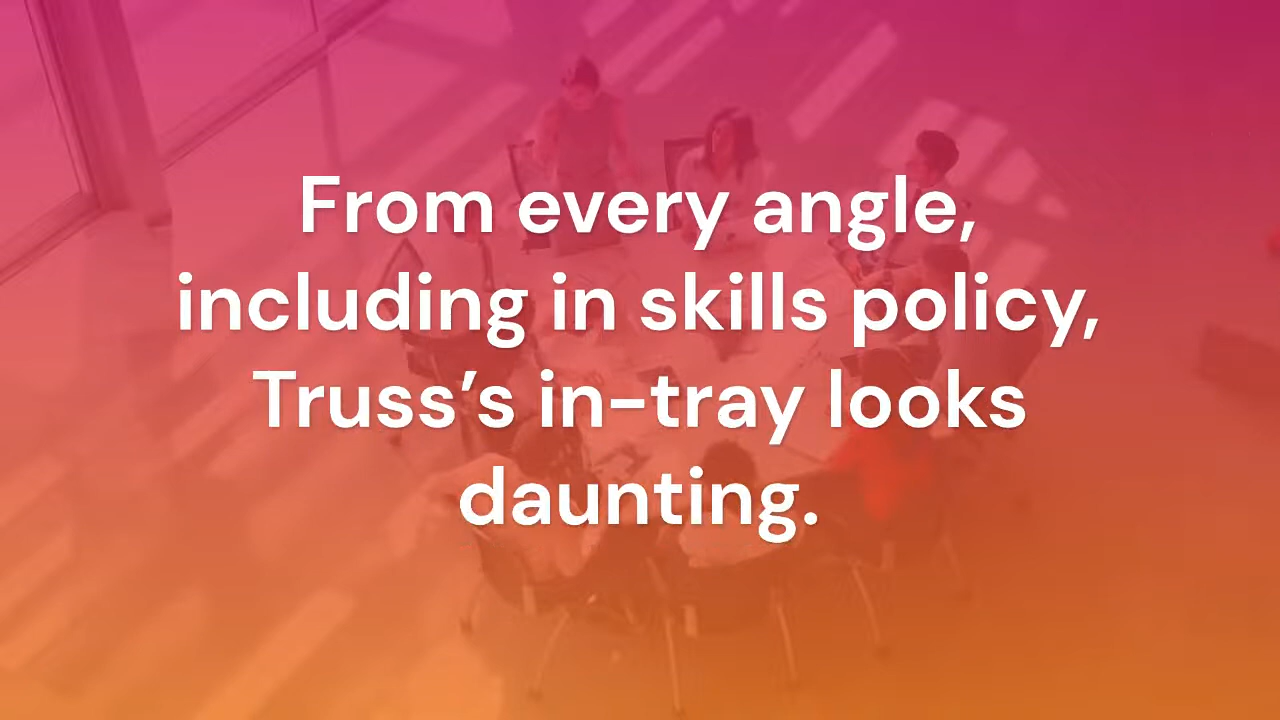 From every angle,
including in skills policy,
Truss’s in-tray looks
daunting.